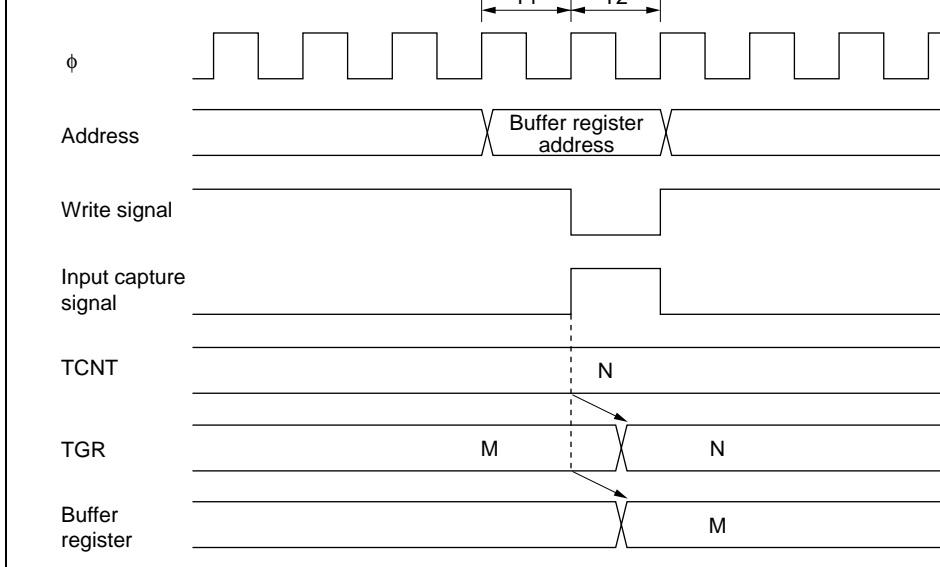 T1 T2
φ
Address
Buffer register
address
Write signal
Input capture
signal
TCNT
N
TGR
M
N
Buffer
register
M